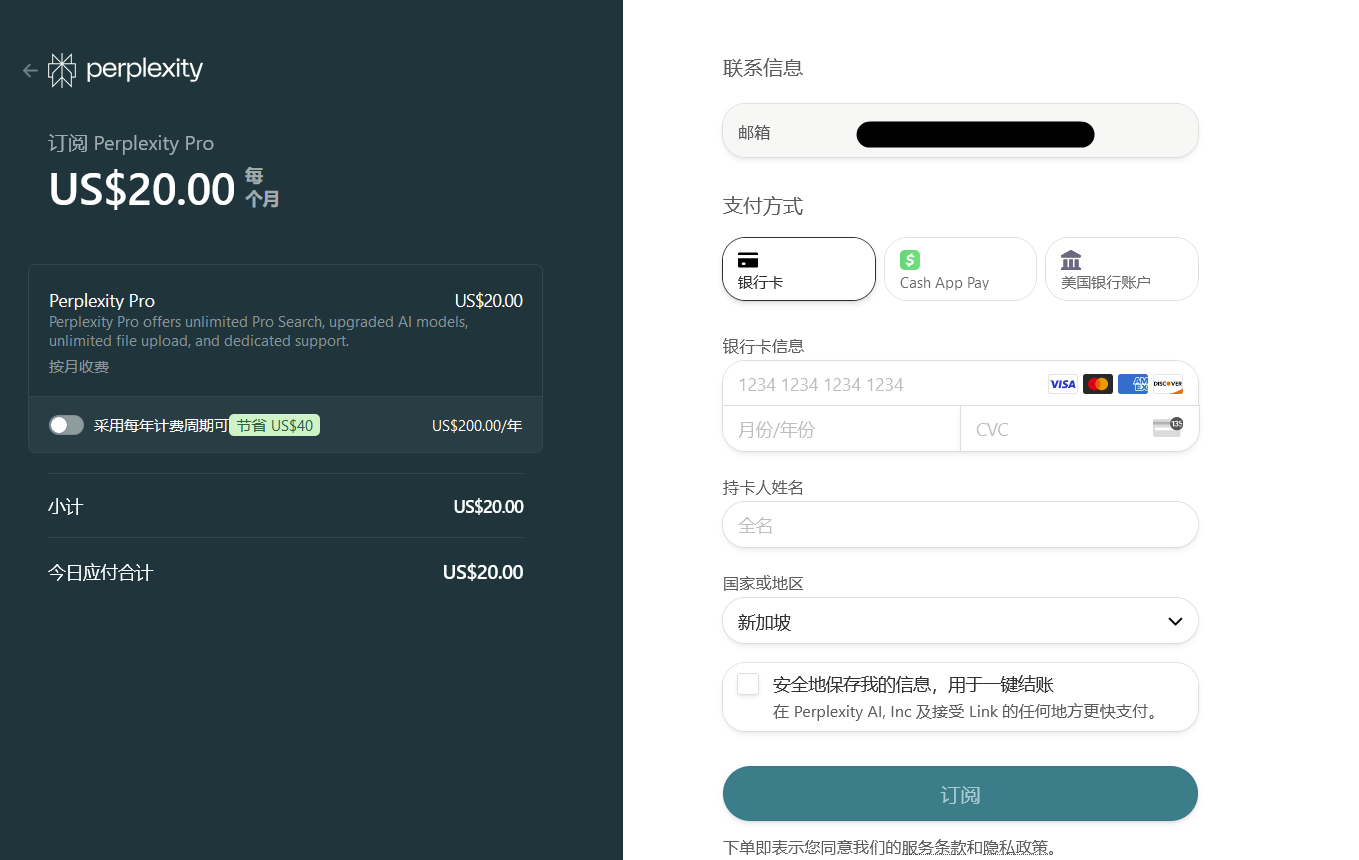 perplexity
订阅 Perplexity Pro
US$20.00 每
个月
Perplexity Pro US$20.00
Perplexity Pro offers unlimited Pro Search, upgraded AI models,
unlimited file upload, and dedicated support.
按月收费
采用每年计费周期可节省 US$40 US$200.00/年
小计 US$20.00
今日应付合计 US$20.00
联系信息
邮箱
支付方式
银行卡
Cash App Pay
美国银行账户
银行卡信息
1234 1234 1234 1234 VISA AMEX DISCOVER
月份/年份 CVC 135
持卡人姓名
全名
国家或地区
新加坡
安全地保存我的信息，用于一键结账
在 Perplexity AI, Inc 及接受 Link 的任何地方更快支付。
订阅
下单即表示您同意我们的服务条款和隐私政策。